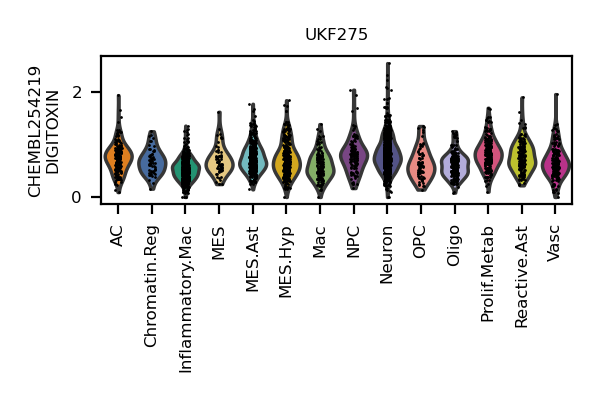 UKF275
CHEMBL254219
DIGITOXIN
2
0
AC
Chromatin.Reg
Inflammatory.Mac
MES
MES.Ast
MES.Hyp
Mac
NPC
Neuron
OPC
Oligo
Prolif.Metab
Reactive.Ast
Vasc